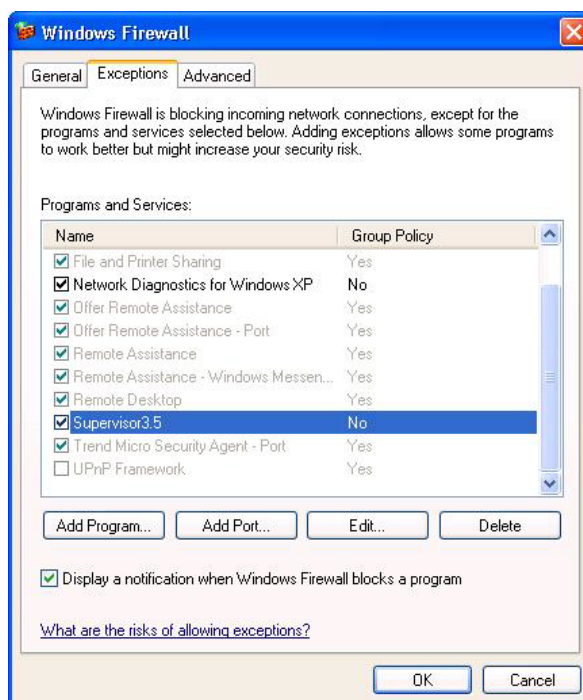 Windows Firewall
General Exceptions Advanced
Windows Firewall is blocking incoming network connections, except for the
programs and services selected below. Adding exceptions allows some programs
to work better but might increase your security risk.
Programs and Services:
Name Group Policy
File and Printer Sharing Yes
Network Diagnostics for Windows XP No
Offer Remote Assistance Yes
Offer Remote Assistance - Port Yes
Remote Assistance Yes
Remote Assistance - Windows Messen... Yes
Remote Desktop Yes
Supervisor3.5 No
Trend Micro Security Agent - Port Yes
UPnP Framework Yes
Add Program... Add Port... Edit... Delete
Display a notification when Windows Firewall blocks a program
What are the risks of allowing exceptions?
OK Cancel